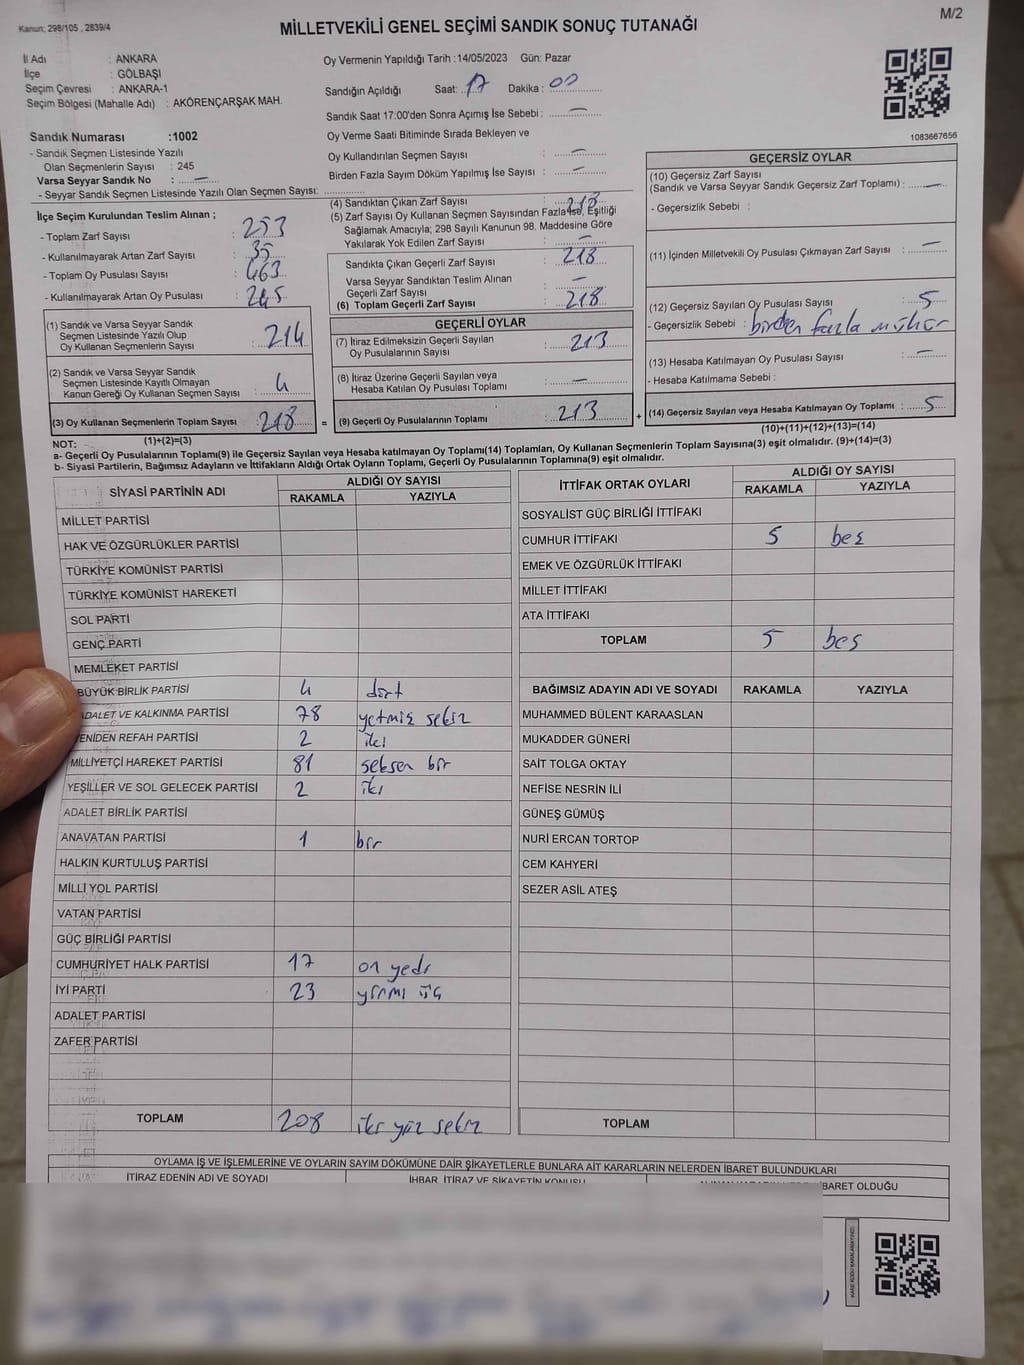 Kanun; 298/105 , 2839/4
MİLLETVEKİLİ GENEL SEÇİMİ SANDIK SONUÇ TUTANAĞI
M/2
İl Adı : ANKARA
İlçe : GÖLBAŞI
Seçim Çevresi : ANKARA-1
Seçim Bölgesi (Mahalle Adı) : AKÖRENÇARŞAK MAH.
Sandık Numarası :1002
- Sandık Seçmen Listesinde Yazılı
Olan Seçmenlerin Sayısı : 245
Varsa Seyyar Sandık No : —
- Seyyar Sandık Seçmen Listesinde Yazılı Olan Seçmen Sayısı:
Oy Vermenin Yapıldığı Tarih :14/05/2023 Gün: Pazar
Sandığın Açıldığı Saat: 17 Dakika : 00
Sandık Saat 17:00'den Sonra Açımış İse Sebebi : —
Oy Verme Saati Bitiminde Sırada Bekleyen ve
Oy Kullandırılan Seçmen Sayısı : —
Birden Fazla Sayım Döküm Yapılmış İse Sayısı : —
1083667656
İlçe Seçim Kurulundan Teslim Alınan ;
- Toplam Zarf Sayısı : 253
- Kullanılmayarak Artan Zarf Sayısı : 35
- Toplam Oy Pusulası Sayısı : 463
- Kullanılmayarak Artan Oy Pusulası : 245
(1) Sandık ve Varsa Seyyar Sandık
Seçmen Listesinde Yazılı Olup
Oy Kullanan Seçmenlerin Sayısı : 214
(2) Sandık ve Varsa Seyyar Sandık
Seçmen Listesinde Kayıtlı Olmayan
Kanun Gereği Oy Kullanan Seçmen Sayısı : 4
(3) Oy Kullanan Seçmenlerin Toplam Sayısı : 218
(4) Sandıktan Çıkan Zarf Sayısı : 218
(5) Zarf Sayısı Oy Kullanan Seçmen Sayısından Fazla İse, Eşitliği
Sağlamak Amacıyla; 298 Sayılı Kanunun 98. Maddesine Göre
Yakılarak Yok Edilen Zarf Sayısı : —
Sandıkta Çıkan Geçerli Zarf Sayısı : 218
Varsa Seyyar Sandıktan Teslim Alınan
Geçerli Zarf Sayısı : —
(6) Toplam Geçerli Zarf Sayısı : 218
GEÇERLİ OYLAR
(7) İtiraz Edilmeksizin Geçerli Sayılan
Oy Pusulalarının Sayısı : 213
(8) İtiraz Üzerine Geçerli Sayılan veya
Hesaba Katılan Oy Pusulası Toplamı : —
= (9) Geçerli Oy Pusulalarının Toplamı : 213 +
GEÇERSİZ OYLAR
(10) Geçersiz Zarf Sayısı
(Sandık ve Varsa Seyyar Sandık Geçersiz Zarf Toplamı) : —
- Geçersizlik Sebebi :
(11) İçinden Milletvekili Oy Pusulası Çıkmayan Zarf Sayısı : —
(12) Geçersiz Sayılan Oy Pusulası Sayısı : 5
- Geçersizlik Sebebi : birden fazla mühür
(13) Hesaba Katılmayan Oy Pusulası Sayısı : —
- Hesaba Katılmama Sebebi :
(14) Geçersiz Sayılan veya Hesaba Katılmayan Oy Toplamı : 5
NOT: (1)+(2)=(3)
(10)+(11)+(12)+(13)=(14)
a- Geçerli Oy Pusulalarının Toplamı(9) ile Geçersiz Sayılan veya Hesaba Katılmayan Oy Toplamı(14) Toplamları, Oy Kullanan Seçmenlerin Toplam Sayısına(3) eşit olmalıdır. (9)+(14)=(3)
b- Siyasi Partilerin, Bağımsız Adayların ve İttifakların Aldığı Ortak Oyların Toplamı, Geçerli Oy Pusulalarının Toplamına(9) eşit olmalıdır.
SİYASİ PARTİNİN ADI ALDIĞI OY SAYISI
RAKAMLA YAZIYLA
MİLLET PARTİSİ
HAK VE ÖZGÜRLÜKLER PARTİSİ
TÜRKİYE KOMÜNİST PARTİSİ
TÜRKİYE KOMÜNİST HAREKETİ
SOL PARTİ
GENÇ PARTİ
MEMLEKET PARTİSİ
BÜYÜK BİRLİK PARTİSİ 4 dört
ADALET VE KALKINMA PARTİSİ 78 yetmiş sekiz
YENİDEN REFAH PARTİSİ 2 iki
MİLLİYETÇİ HAREKET PARTİSİ 81 seksen bir
YEŞİLLER VE SOL GELECEK PARTİSİ 2 iki
ADALET BİRLİK PARTİSİ
ANAVATAN PARTİSİ 1 bir
HALKIN KURTULUŞ PARTİSİ
MİLLİ YOL PARTİSİ
VATAN PARTİSİ
GÜÇ BİRLİĞİ PARTİSİ
CUMHURİYET HALK PARTİSİ 17 on yedi
İYİ PARTİ 23 yirmi üç
ADALET PARTİSİ
ZAFER PARTİSİ
TOPLAM 208 iki yüz sekiz
İTTİFAK ORTAK OYLARI ALDIĞI OY SAYISI
RAKAMLA YAZIYLA
SOSYALİST GÜÇ BİRLİĞİ İTTİFAKI
CUMHUR İTTİFAKI 5 beş
EMEK VE ÖZGÜRLÜK İTTİFAKI
MİLLET İTTİFAKI
ATA İTTİFAKI
TOPLAM 5 beş
BAĞIMSIZ ADAYIN ADI VE SOYADI RAKAMLA YAZIYLA
MUHAMMED BÜLENT KARAASLAN
MUKADDER GÜNERİ
SAİT TOLGA OKTAY
NEFİSE NESRİN İLİ
GÜNEŞ GÜMÜŞ
NURİ ERCAN TORTOP
CEM KAHYERİ
SEZER ASİL ATEŞ
TOPLAM
OYLAMA İŞ VE İŞLEMLERİNE VE OYLARIN SAYIM DÖKÜMÜNE DAİR ŞİKAYETLERLE BUNLARA AİT KARARLARIN NELERDEN İBARET BULUNDUKLARI
İTİRAZ EDENİN ADI VE SOYADI İHBAR, İTİRAZ VE ŞİKAYETİN KONUSU İBARET OLDUĞU